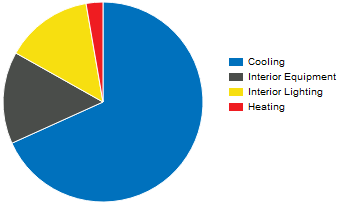 Cooling
Interior Equipment
Interior Lighting
Heating